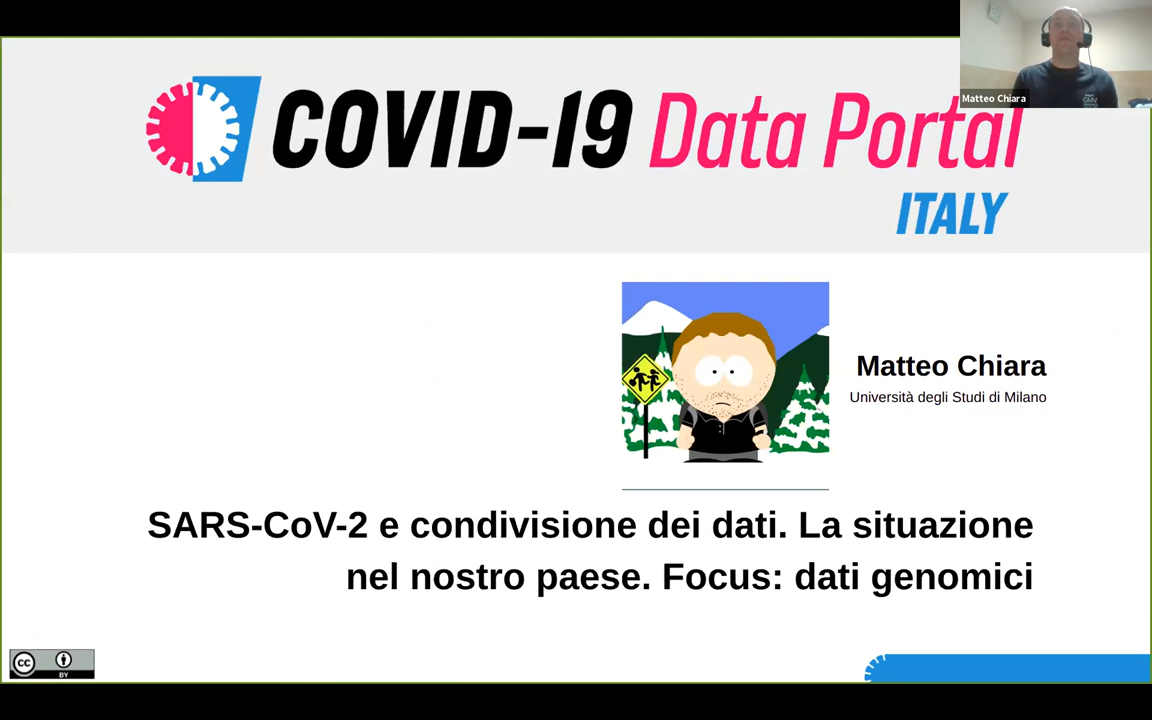 COVID-19 Data Portal
ITALY
Matteo Chiara
Matteo Chiara
Università degli Studi di Milano
SARS-CoV-2 e condivisione dei dati. La situazione
nel nostro paese. Focus: dati genomici
CC
BY